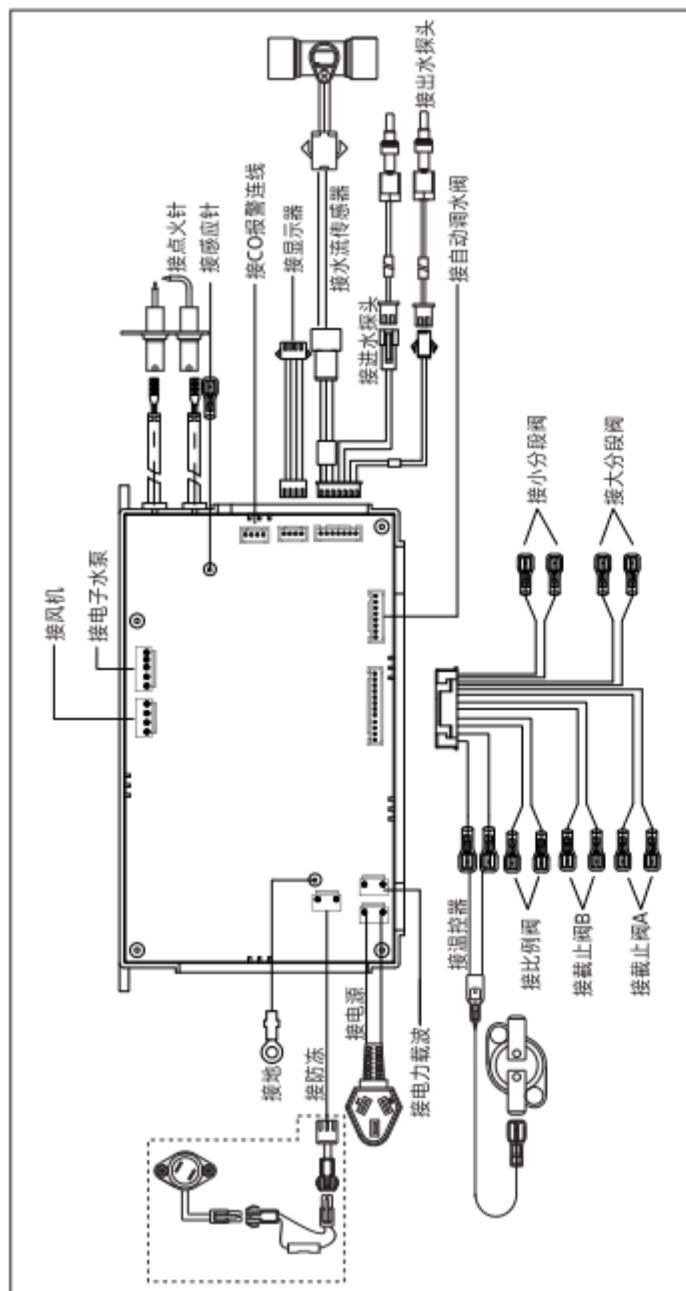 接风机
接电子水泵
接点火针
接感应针
接CO报警连线
接显示器
接水流传感器
接进水探头
接出水探头
接自动调水阀
接小分段阀
接大分段阀
接地
接防冻
接电源
接电力载波
接温控器
接比例阀
接截止阀B
接截止阀A